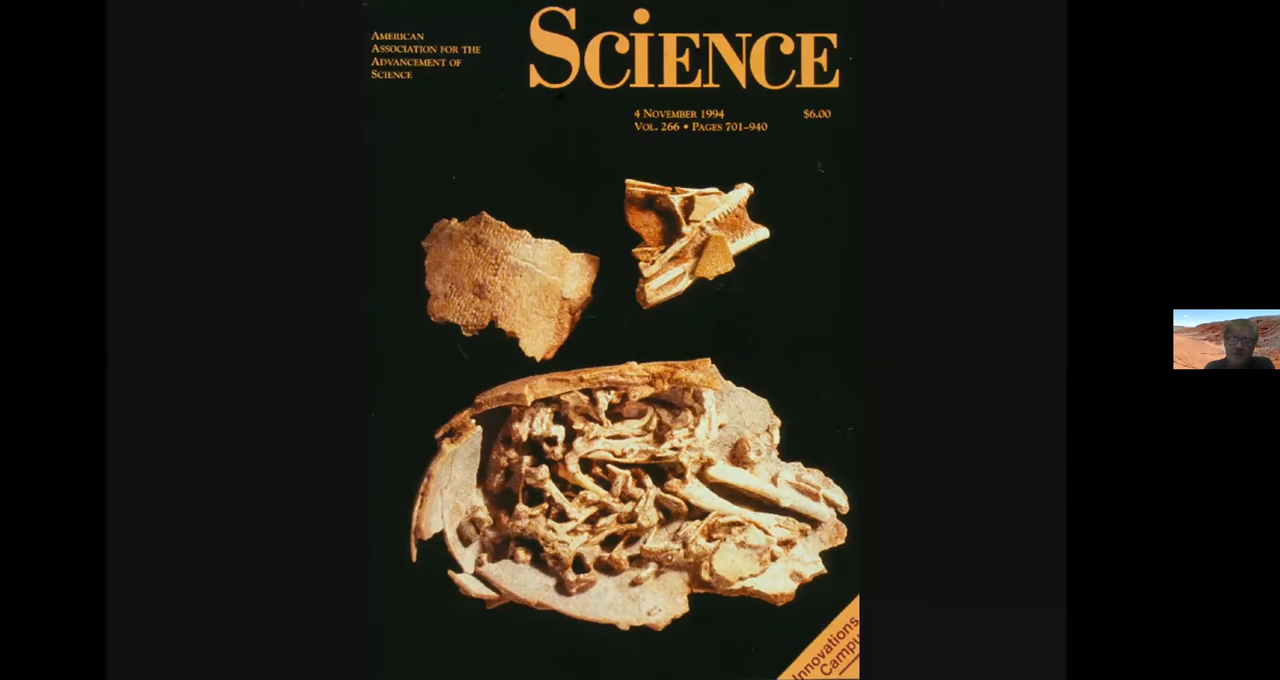 AMERICAN
ASSOCIATION FOR THE
ADVANCEMENT OF
SCIENCE
SCIENCE
4 NOVEMBER 1994 $6.00
VOL. 266 • PAGES 701–940
Innovations
Campu